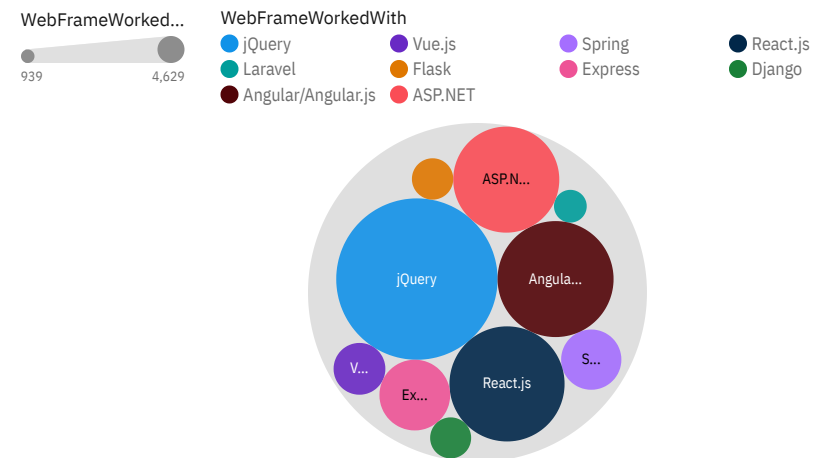 WebFrameWorked...
939 4,629
WebFrameWorkedWith
jQuery Vue.js Spring React.js
Laravel Flask Express Django
Angular/Angular.js ASP.NET
ASP.N...
jQuery Angula...
V... S...
Ex... React.js